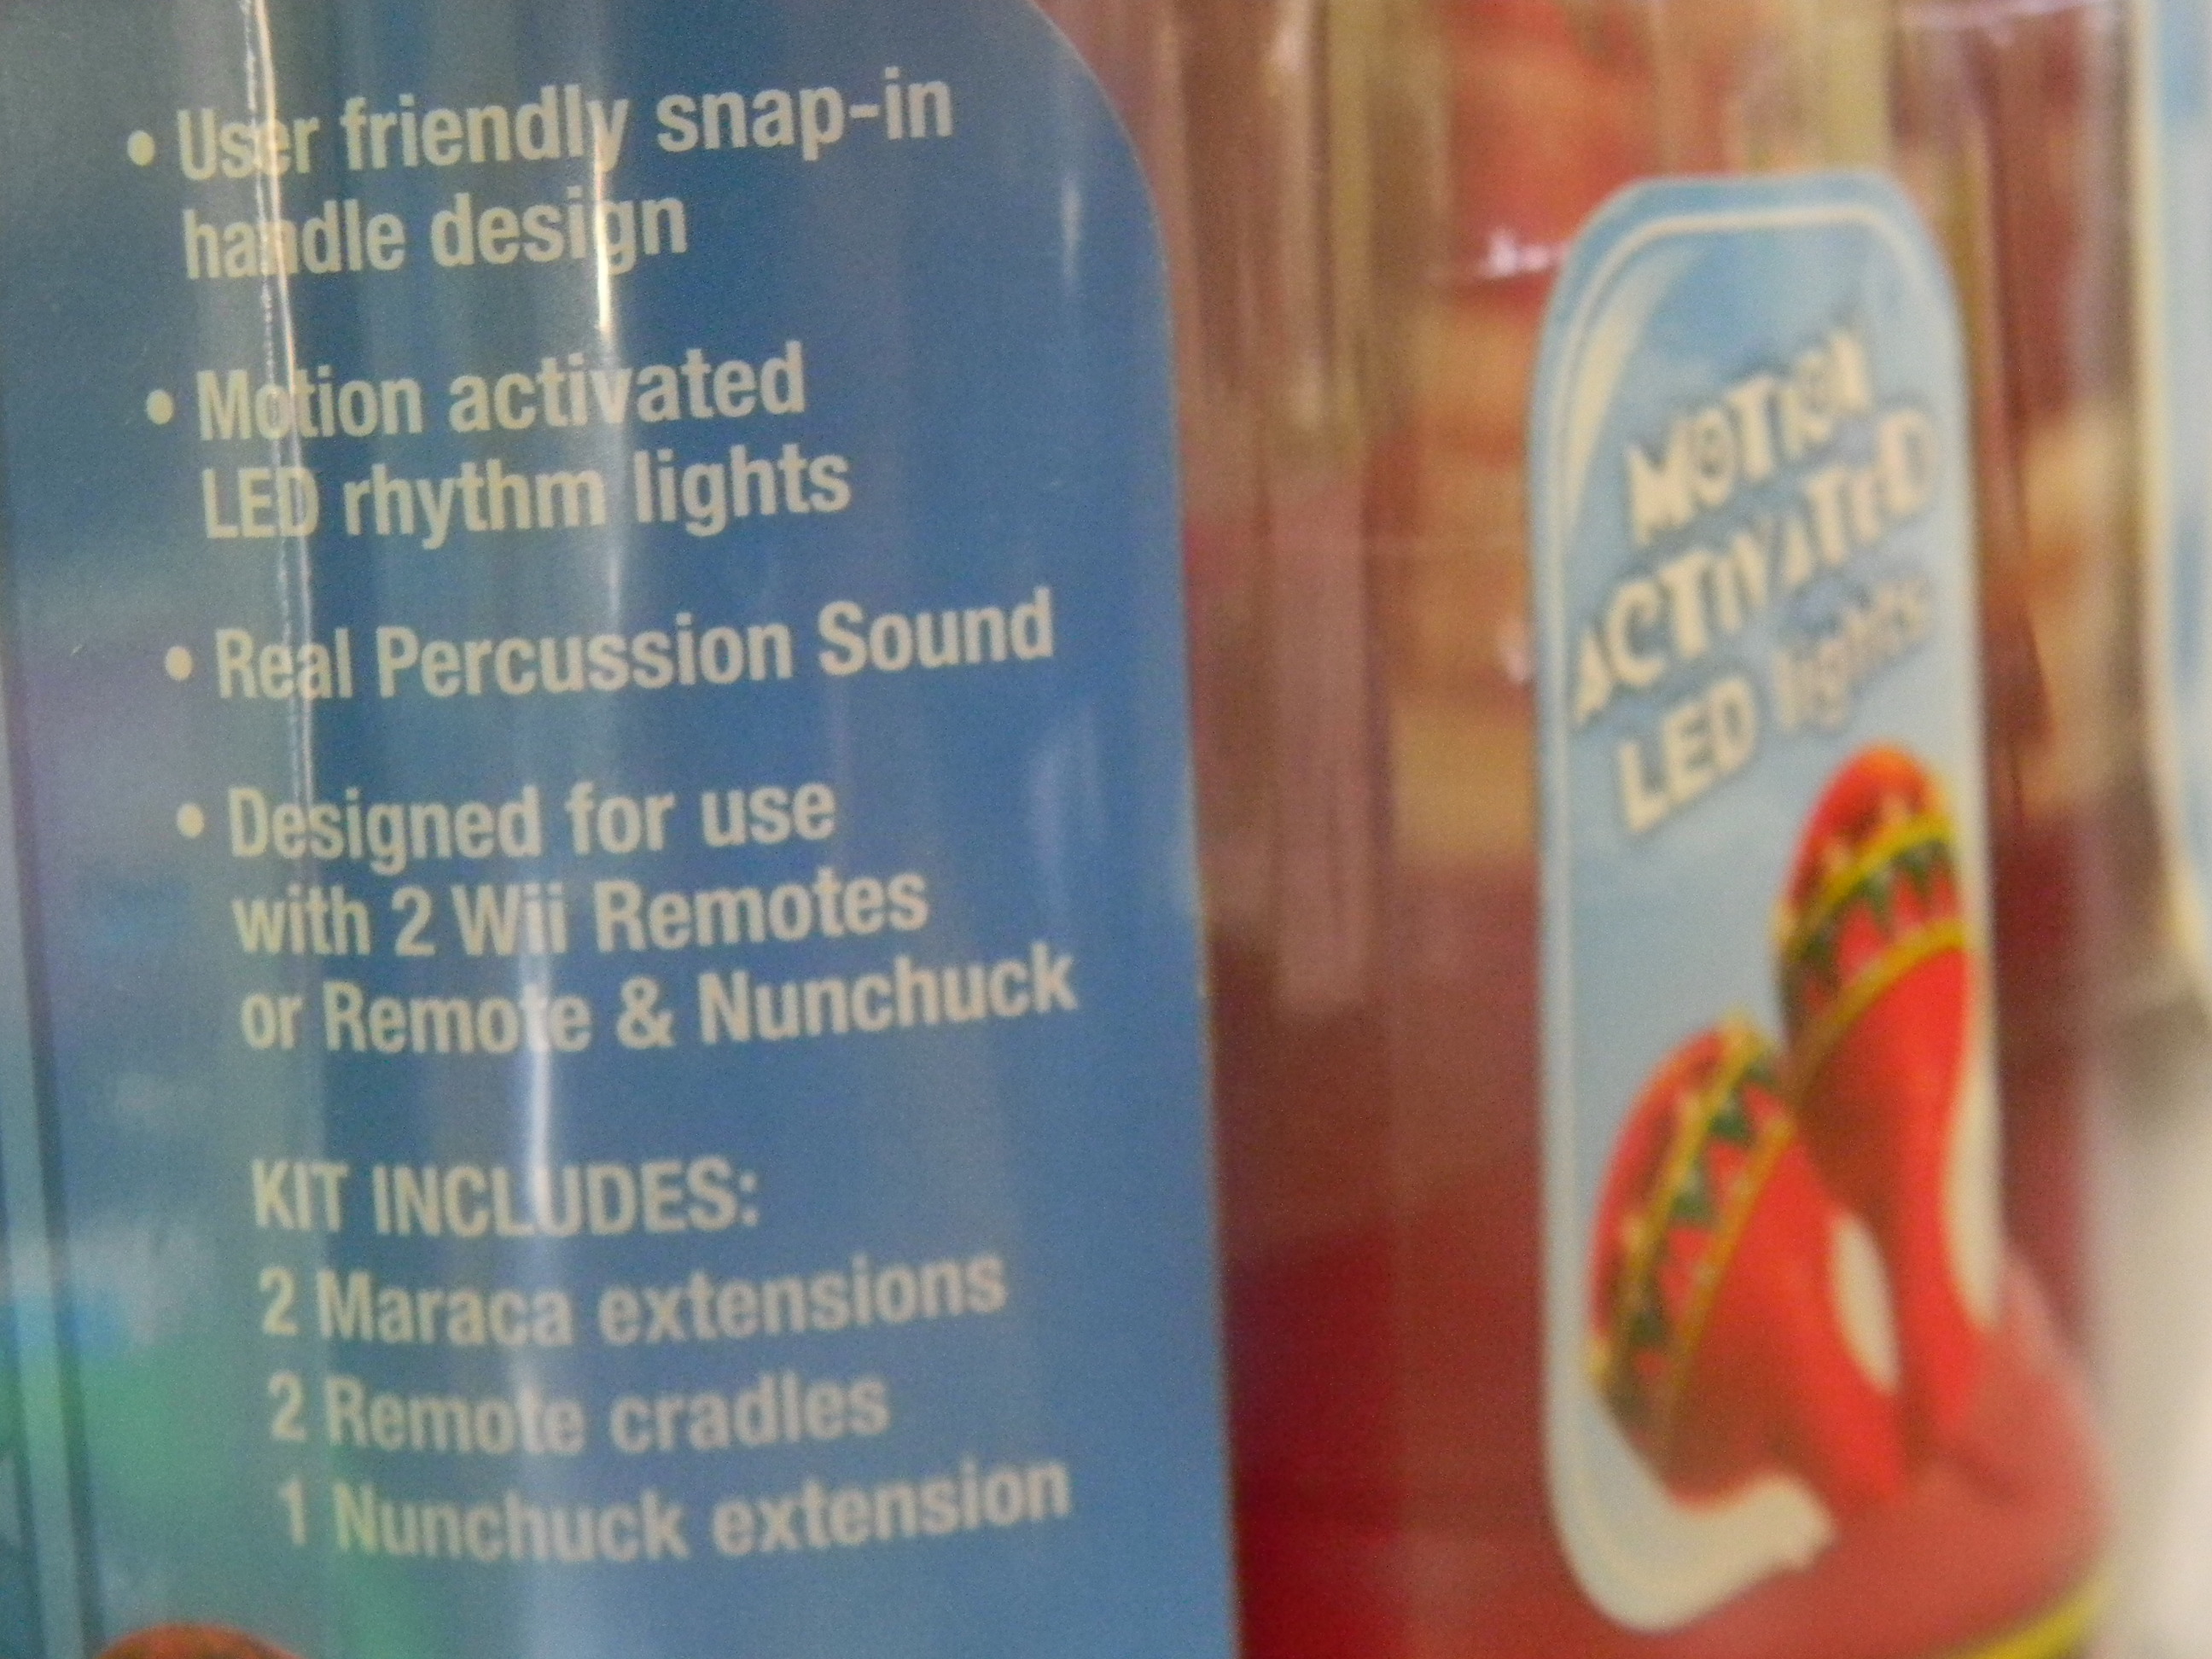 • User friendly snap-in
handle design
• Motion activated
LED rhythm lights
• Real Percussion Sound
• Designed for use
with 2 Wii Remotes
or Remote & Nunchuck
KIT INCLUDES:
2 Maraca extensions
2 Remote cradles
1 Nunchuck extension
MOTION
ACTIVATED
LED lights